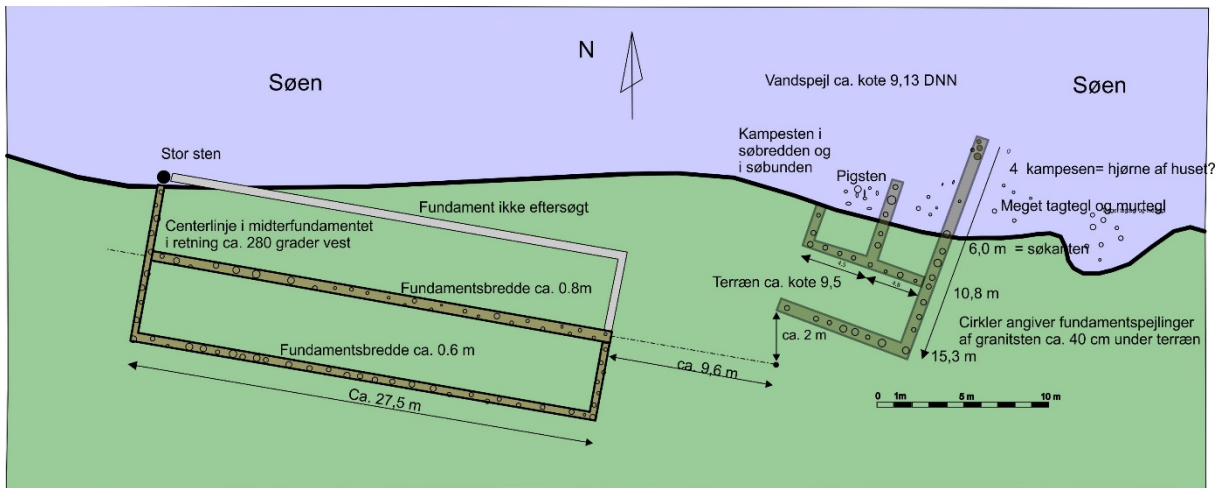 N
Søen
Vandspejl ca. kote 9,13 DNN
Søen
Kampesten i
søbredden og
i søbunden
Stor sten
4 kampesen= hjørne af huset?
Pigsten
Fundament ikke eftersøgt
Meget tagtegl og murtegl
Centerlinje i midterfundamentet
i retning ca. 280 grader vest
6,0 m = søkanten
4,5
4,8
Terræn ca. kote 9,5
Fundamentsbredde ca. 0.8m
10,8 m
Cirkler angiver fundamentspejlinger
af granitsten ca. 40 cm under terræn
ca. 2 m
Fundamentsbredde ca. 0.6 m
15,3 m
ca. 9,6 m
Ca. 27,5 m
0 1m 5 m 10 m